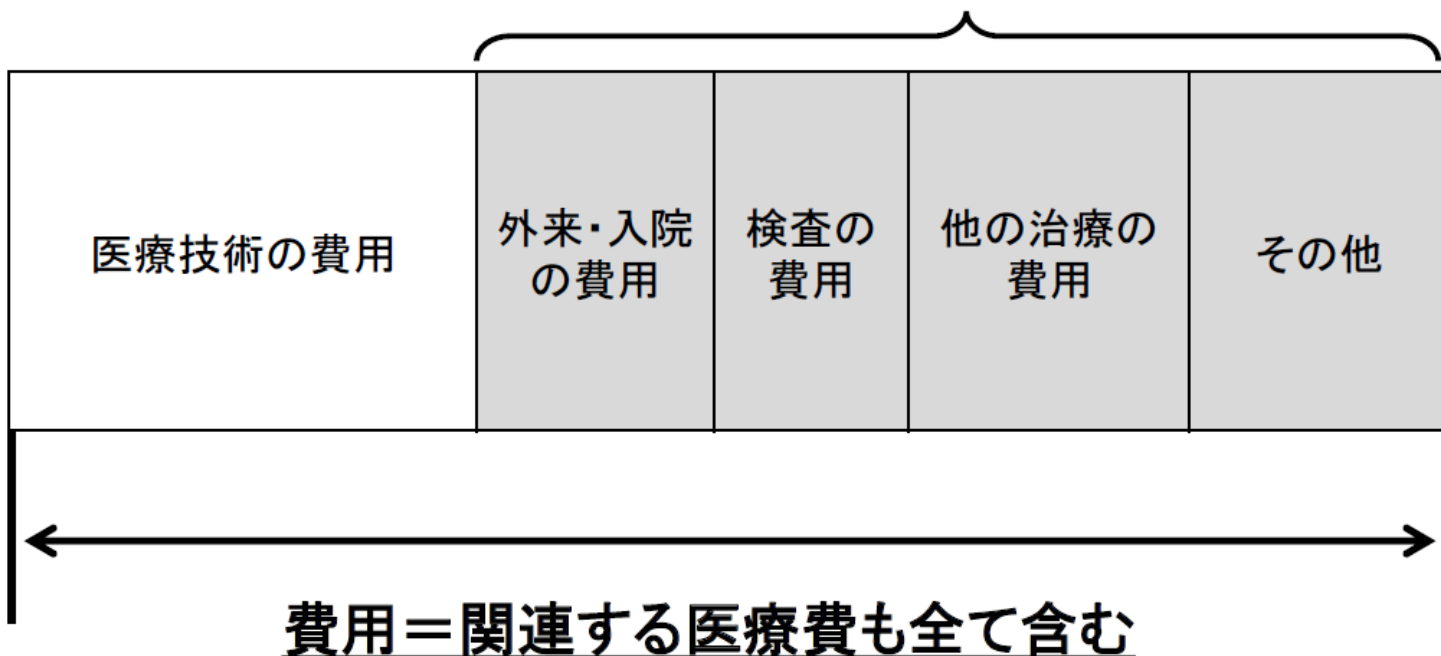 医療技術の費用
外来・入院
の費用
検査の
費用
他の治療の
費用
その他
費用＝関連する医療費も全て含む